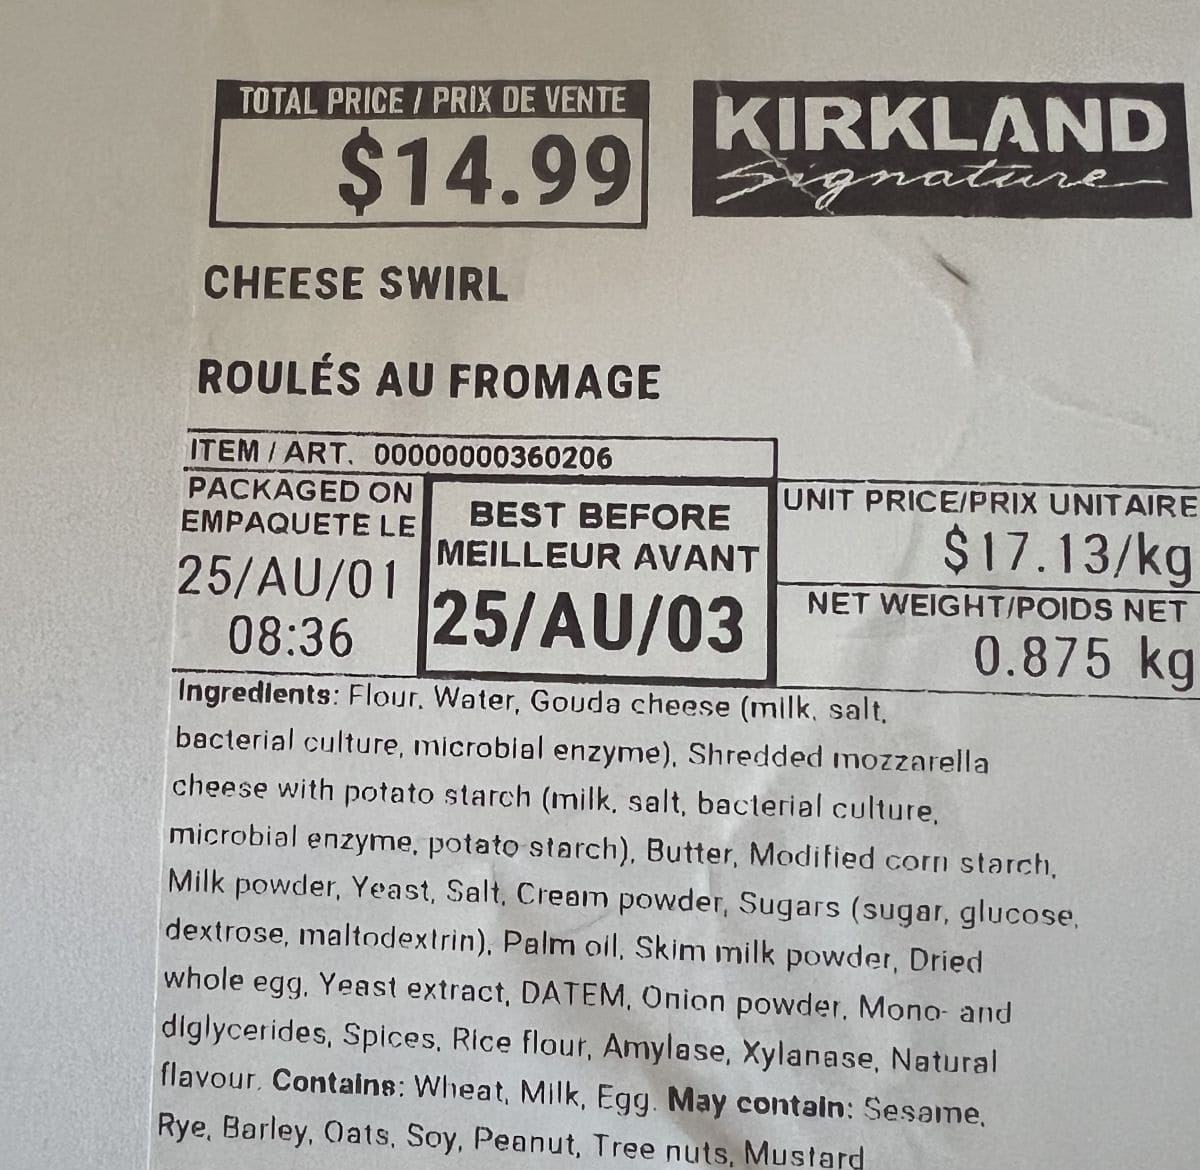 TOTAL PRICE / PRIX DE VENTE
$14.99
KIRKLAND
Signature
CHEESE SWIRL
ROULÉS AU FROMAGE
ITEM / ART. 00000000360206
PACKAGED ON
EMPAQUETE LE
25/AU/01
08:36
BEST BEFORE
MEILLEUR AVANT
25/AU/03
UNIT PRICE/PRIX UNITAIRE
$17.13/kg
NET WEIGHT/POIDS NET
0.875 kg
Ingredients: Flour, Water, Gouda cheese (milk, salt,
bacterial culture, microbial enzyme), Shredded mozzarella
cheese with potato starch (milk, salt, bacterial culture,
microbial enzyme, potato starch), Butter, Modified corn starch,
Milk powder, Yeast, Salt, Cream powder, Sugars (sugar, glucose,
dextrose, maltodextrin), Palm oil, Skim milk powder, Dried
whole egg, Yeast extract, DATEM, Onion powder, Mono- and
diglycerides, Spices, Rice flour, Amylase, Xylanase, Natural
flavour. Contains: Wheat, Milk, Egg. May contain: Sesame,
Rye, Barley, Oats, Soy, Peanut, Tree nuts, Mustard